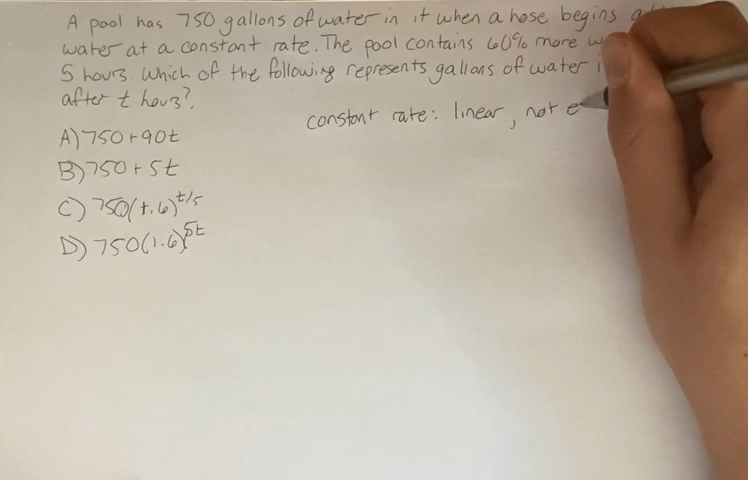 A pool has 750 gallons of water in it when a hose begins
water at a constant rate. The pool contains 60% more
5 hours. Which of the following represents gallons of water
after t hours?
constant rate: linear, not
A) 750 + 90t
B) 750 + 5t
C) 750(1.6)^t/5
D) 750(1.6)^5t